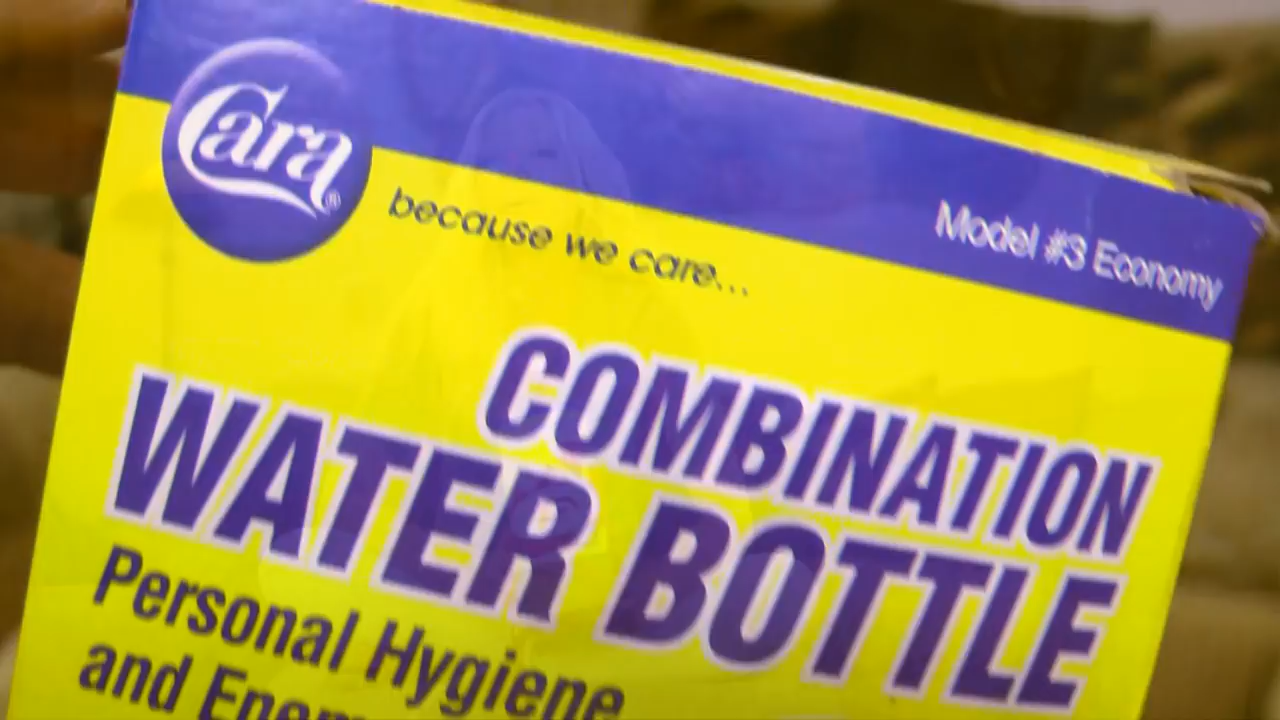 Cara®
because we care...
Model #3 Economy
COMBINATION
WATER BOTTLE
Personal Hygiene
and